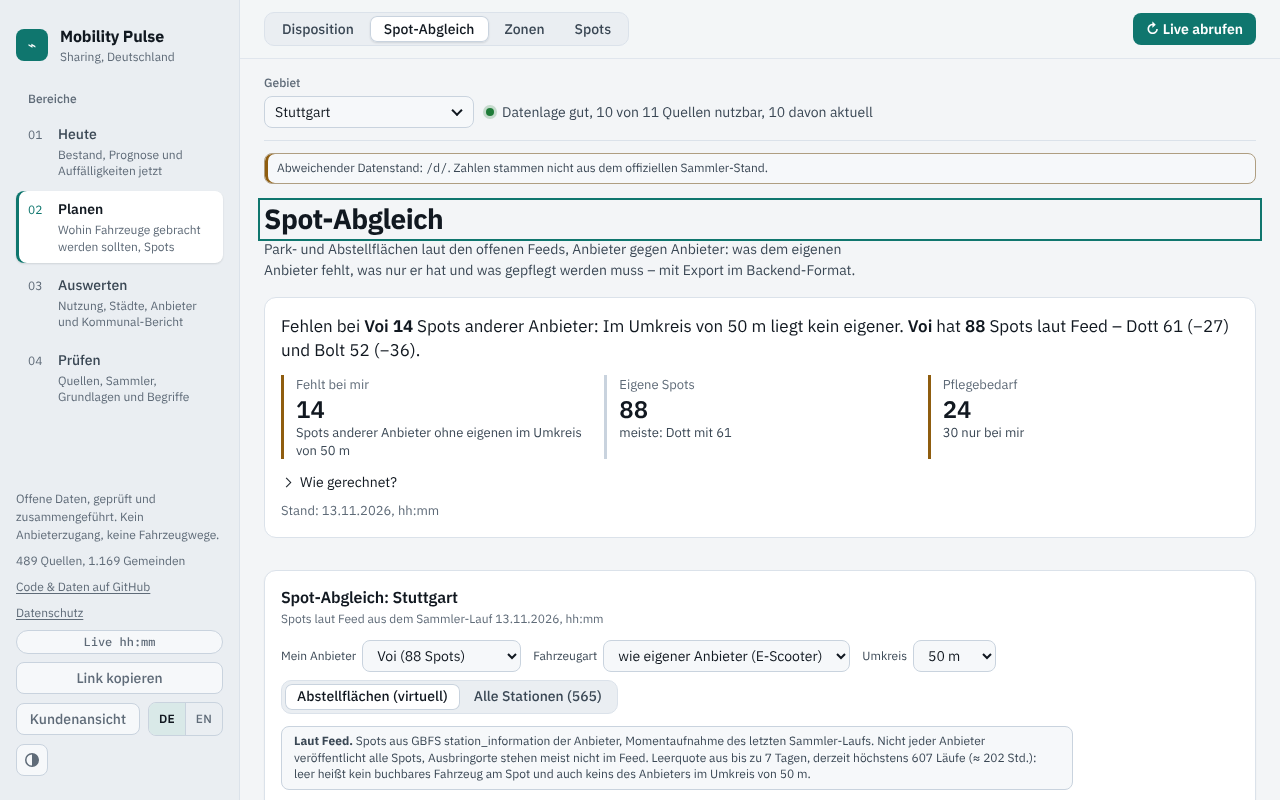 Mobility Pulse
Sharing, Deutschland
Bereiche
01 Heute
Bestand, Prognose und
Auffälligkeiten jetzt
02 Planen
Wohin Fahrzeuge gebracht
werden sollten, Spots
03 Auswerten
Nutzung, Städte, Anbieter
und Kommunal-Bericht
04 Prüfen
Quellen, Sammler,
Grundlagen und Begriffe
Offene Daten, geprüft und
zusammengeführt. Kein
Anbieterzugang, keine Fahrzeugwege.
489 Quellen, 1.169 Gemeinden
Code & Daten auf GitHub
Datenschutz
Live hh:mm
Link kopieren
Kundenansicht DE EN
Disposition Spot-Abgleich Zonen Spots
↻ Live abrufen
Gebiet
Stuttgart
Datenlage gut, 10 von 11 Quellen nutzbar, 10 davon aktuell
Abweichender Datenstand: /d/. Zahlen stammen nicht aus dem offiziellen Sammler-Stand.
Spot-Abgleich
Park- und Abstellflächen laut den offenen Feeds, Anbieter gegen Anbieter: was dem eigenen
Anbieter fehlt, was nur er hat und was gepflegt werden muss – mit Export im Backend-Format.
Fehlen bei Voi 14 Spots anderer Anbieter: Im Umkreis von 50 m liegt kein eigener. Voi hat 88 Spots laut Feed – Dott 61 (−27)
und Bolt 52 (−36).
Fehlt bei mir
14
Spots anderer Anbieter ohne eigenen im Umkreis
von 50 m
Eigene Spots
88
meiste: Dott mit 61
Pflegebedarf
24
30 nur bei mir
Wie gerechnet?
Stand: 13.11.2026, hh:mm
Spot-Abgleich: Stuttgart
Spots laut Feed aus dem Sammler-Lauf 13.11.2026, hh:mm
Mein Anbieter Voi (88 Spots) Fahrzeugart wie eigener Anbieter (E-Scooter) Umkreis 50 m
Abstellflächen (virtuell) Alle Stationen (565)
Laut Feed. Spots aus GBFS station_information der Anbieter, Momentaufnahme des letzten Sammler-Laufs. Nicht jeder Anbieter
veröffentlicht alle Spots, Ausbringorte stehen meist nicht im Feed. Leerquote aus bis zu 7 Tagen, derzeit höchstens 607 Läufe (≈ 202 Std.):
leer heißt kein buchbares Fahrzeug am Spot und auch keins des Anbieters im Umkreis von 50 m.